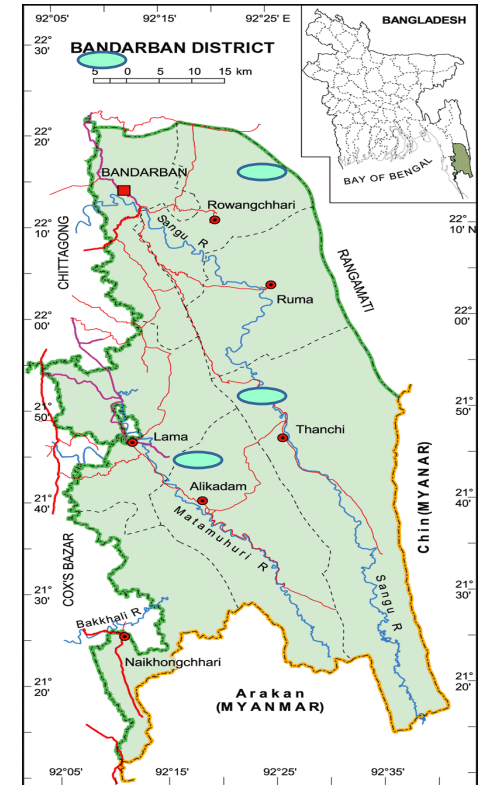 92°05' 92°15' 92°25' E
BANGLADESH
22°
30'
BANDARBAN DISTRICT
5 0 5 10 15 km
22°
20'
BAY OF BENGAL
BANDARBAN
Rowangchhari
Sangu R
22°
10'
22°
10' N
CHITTAGONG
RANGAMATI
Ruma
22°
00'
22°
00'
21°
50'
21°
50'
Lama
Thanchi
Alikadam
21°
40'
21°
40'
Matamuhuri R
Chin(MYANAR)
COX'S BAZAR
21°
30'
21°
30'
Sangu R
Bakkhali R
Naikhongchhari
21°
20'
21°
20'
Arakan
(MYANMAR)
92°05' 92°15' 92°25' 92°35'